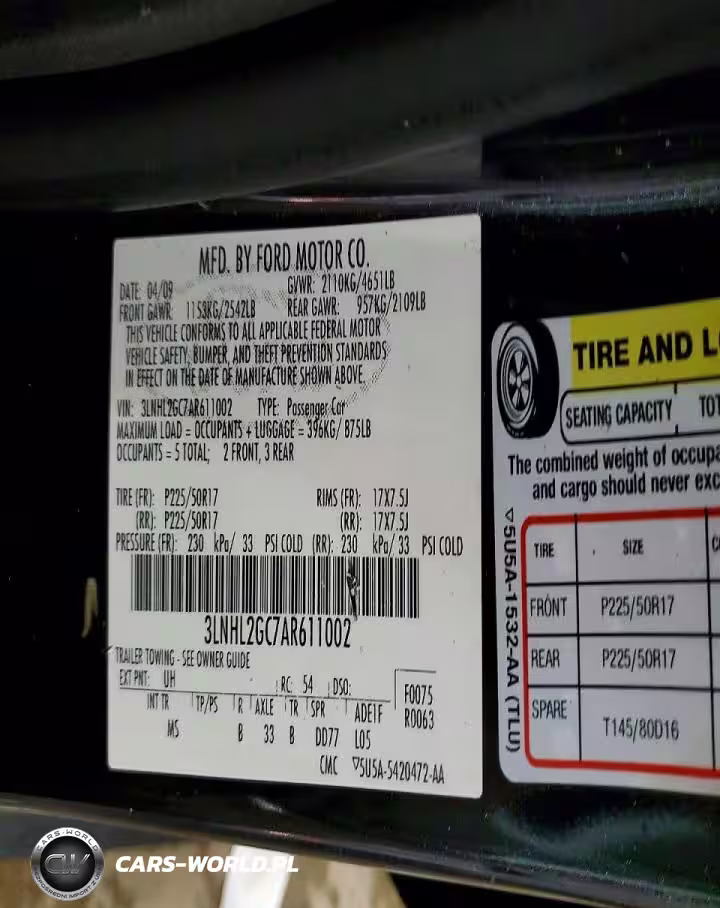 MFD. BY FORD MOTOR CO.
DATE: 04/09 GVWR: 2110KG/4651LB
FRONT GAWR: 1153KG/2542LB REAR GAWR: 957KG/2109LB
THIS VEHICLE CONFORMS TO ALL APPLICABLE FEDERAL MOTOR
VEHICLE SAFETY, BUMPER, AND THEFT PREVENTION STANDARDS
IN EFFECT ON THE DATE OF MANUFACTURE SHOWN ABOVE.
VIN: 3LNHL2GC7AR611002 TYPE: Passenger Car
MAXIMUM LOAD = OCCUPANTS + LUGGAGE = 396KG/ 875LB
OCCUPANTS = 5 TOTAL; 2 FRONT, 3 REAR
TIRE (FR): P225/50R17 RIMS (FR): 17X7.5J
(RR): P225/50R17 (RR): 17X7.5J
PRESSURE (FR): 230 kPa/ 33 PSI COLD (RR): 230 kPa/ 33 PSI COLD
3LNHL2GC7AR611002
TRAILER TOWING - SEE OWNER GUIDE
EXT PNT: UH RC: 54 DSO: F0075
INT TR TP/PS R AXLE TR SPR ADE1F R0063
MS B 33 B DD77 L05
CMC ▽5U5A-5420472-AA
TIRE AND L
SEATING CAPACITY TOT
The combined weight of occupa
and cargo should never exc
▽5U5A-1532-AA (TLU)
TIRE SIZE
FRONT P225/50R17
REAR P225/50R17
SPARE T145/80D16
CARS-WORLD
CW
CARS-WORLD.PL